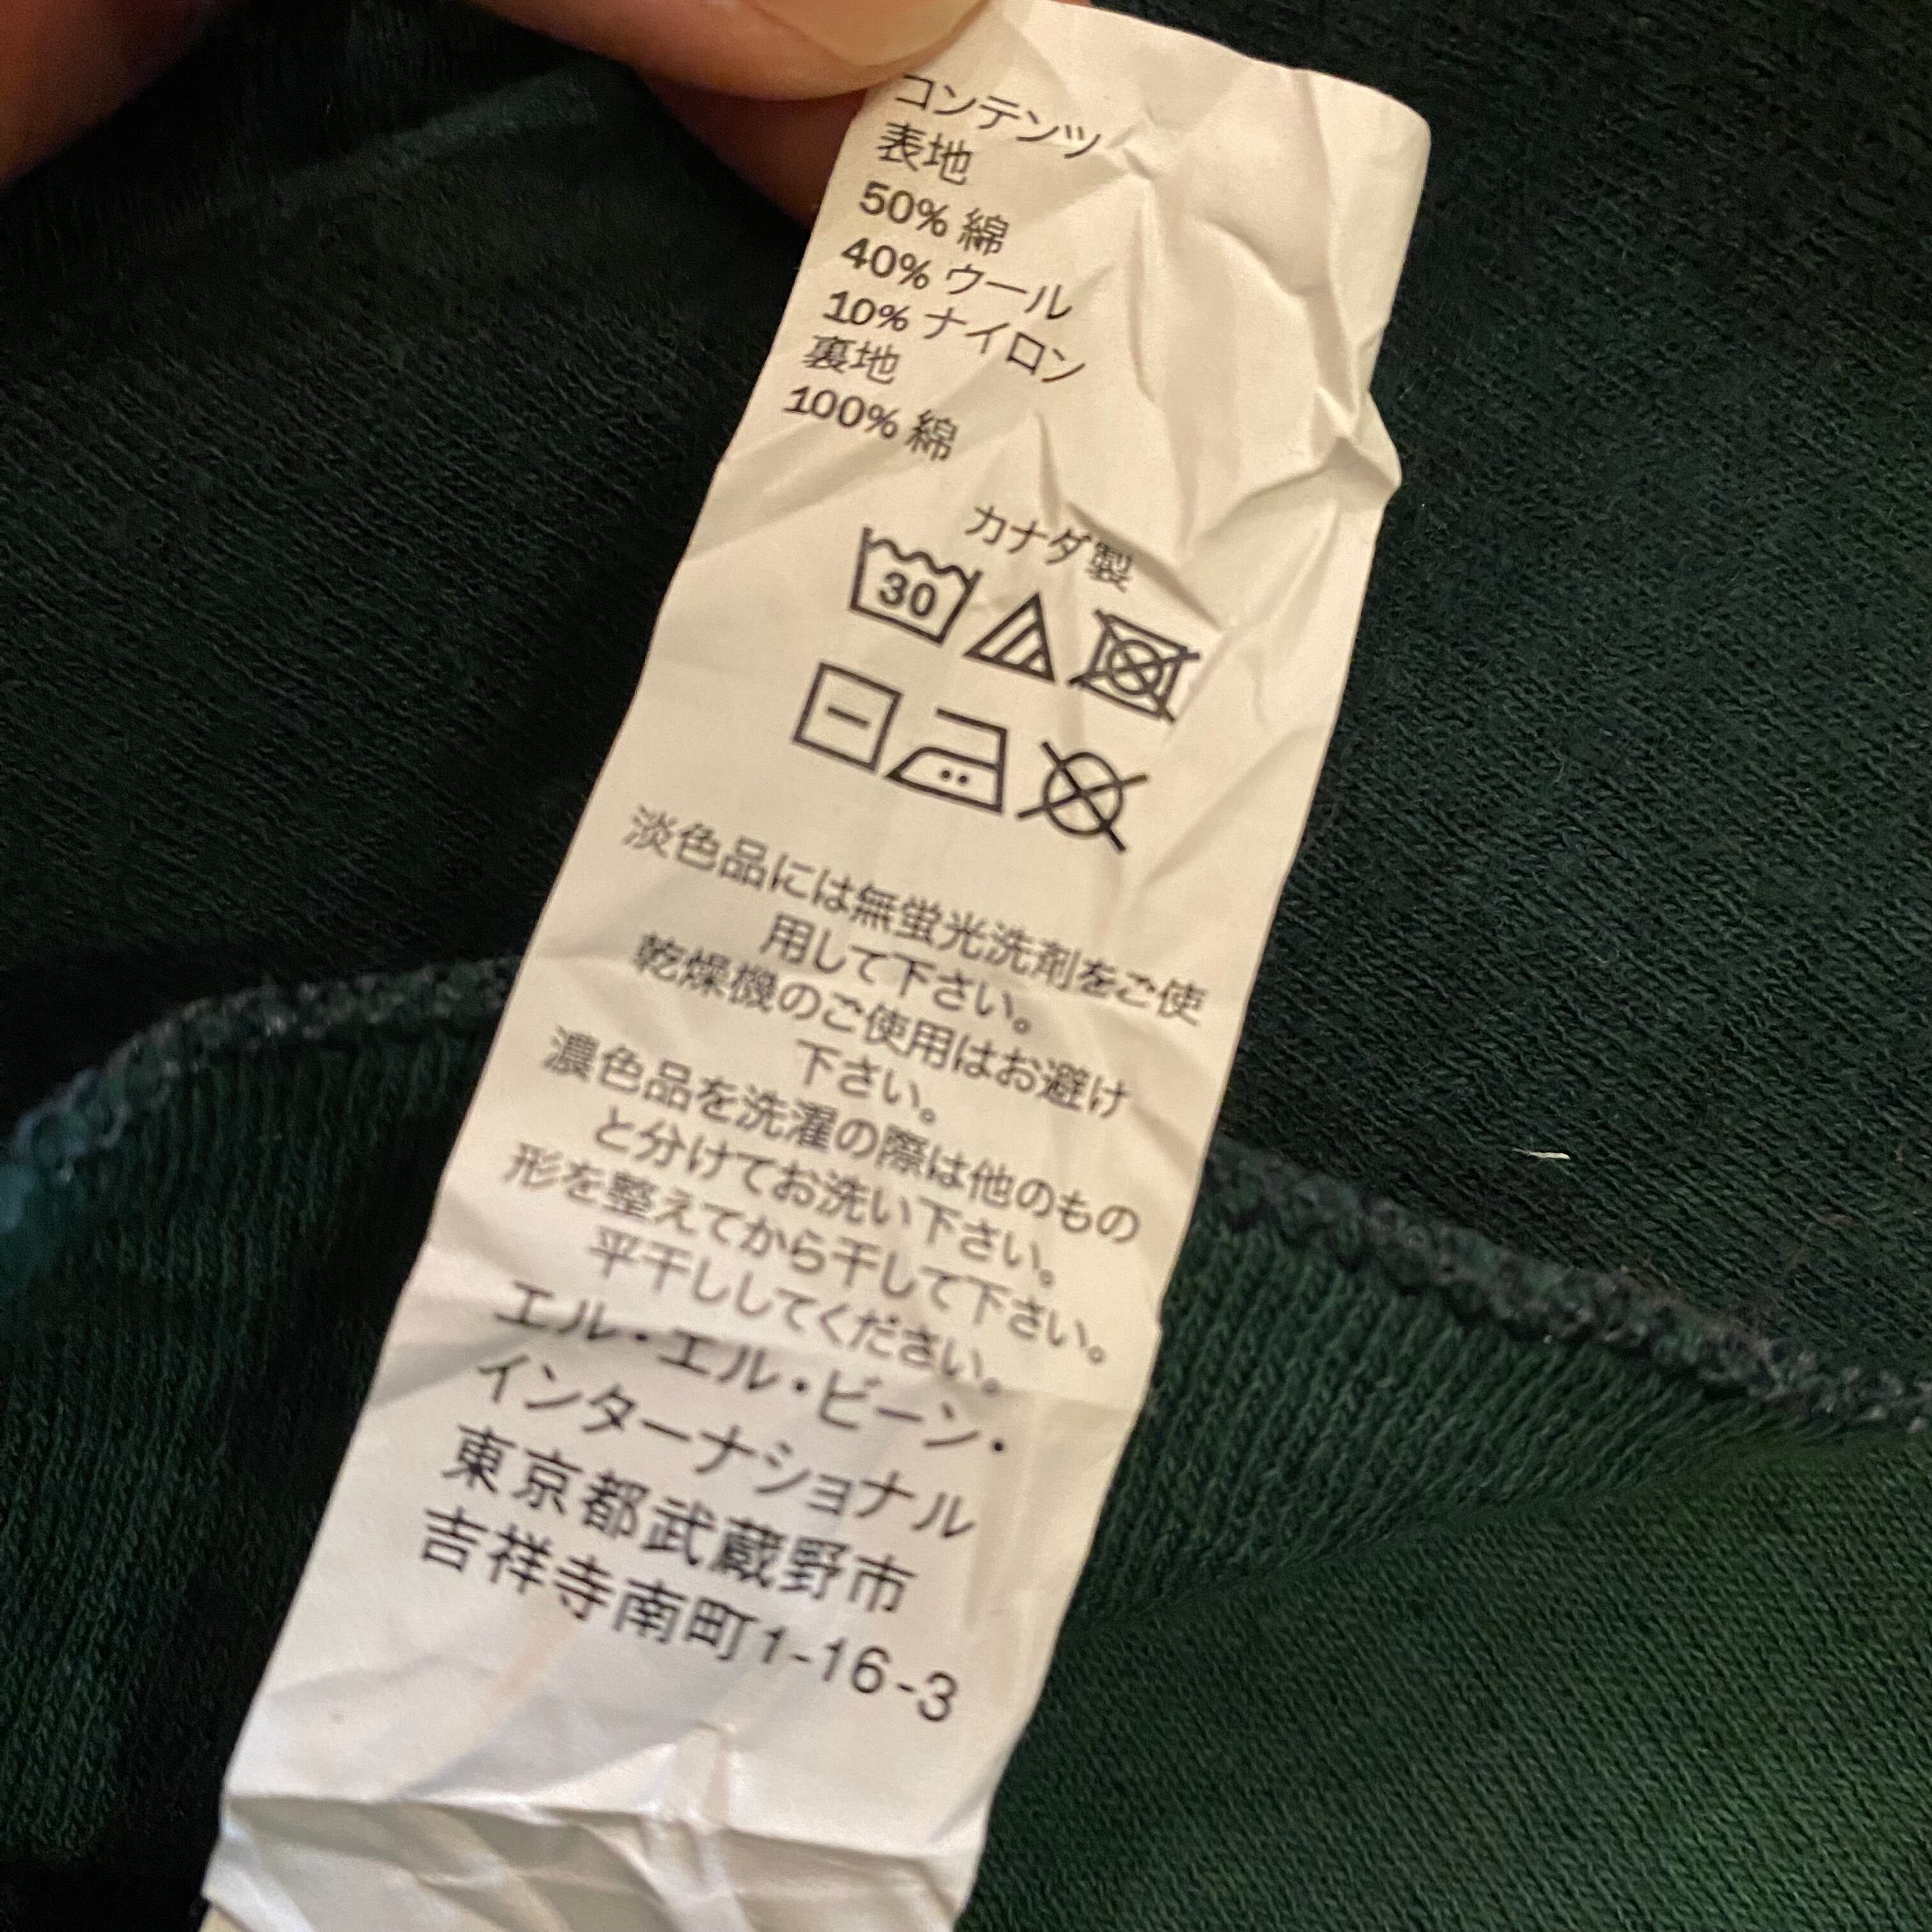 コンテンツ
表地
50% 綿
40% ウール
10% ナイロン
裏地
100% 綿
カナダ製
30
淡色品には無蛍光洗剤をご使
用して下さい。
乾燥機のご使用はお避け
下さい。
濃色品を洗濯の際は他のもの
と分けてお洗い下さい。
形を整えてから干して下さい。
平干ししてください。
エル・エル・ビーン・
インターナショナル
東京都武蔵野市
吉祥寺南町1-16-3